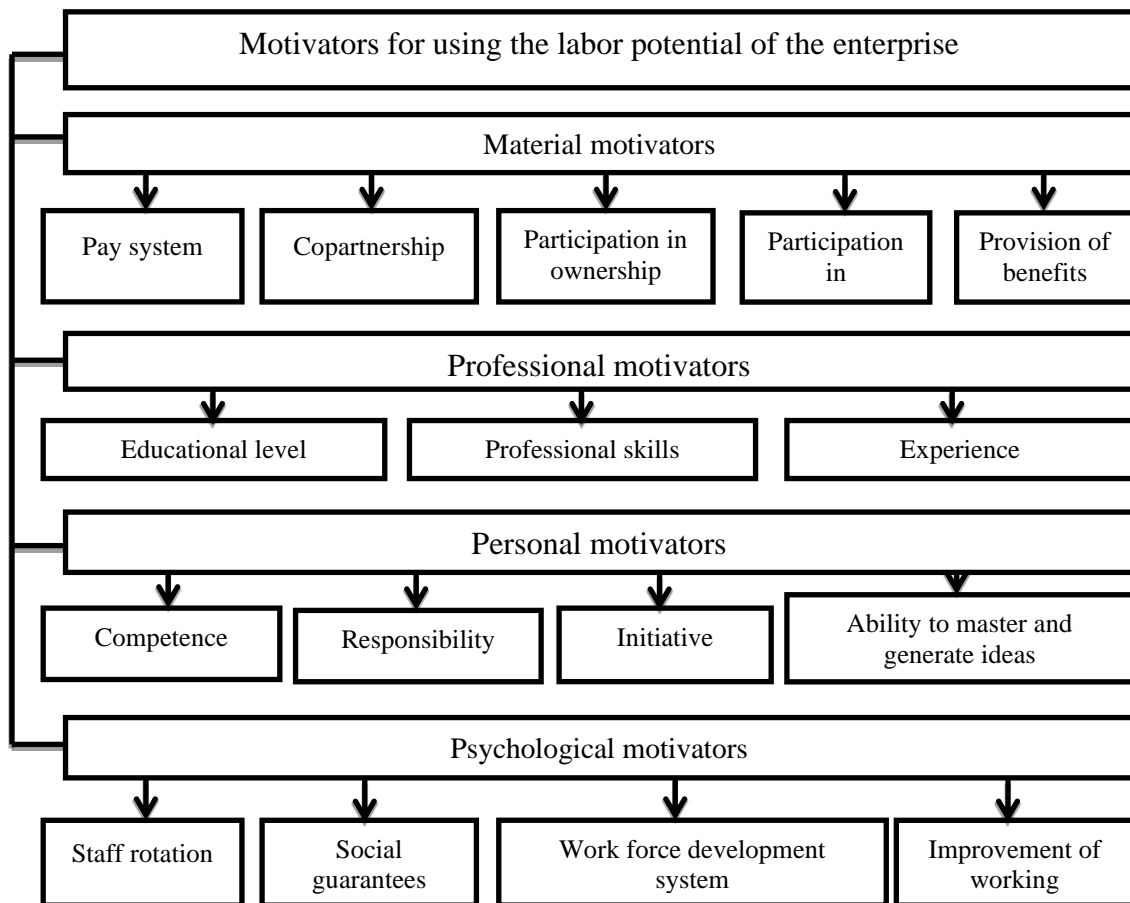 Motivators for using the labor potential of the enterprise
Material motivators
Pay system
Copartnership
Participation in
ownership
Participation
in
Provision of
benefits
Professional motivators
Educational level
Professional skills
Experience
Personal motivators
Competence
Responsibility
Initiative
Ability to master and
generate ideas
Psychological motivators
Staff rotation
Social
guarantees
Work force development
system
Improvement of
working